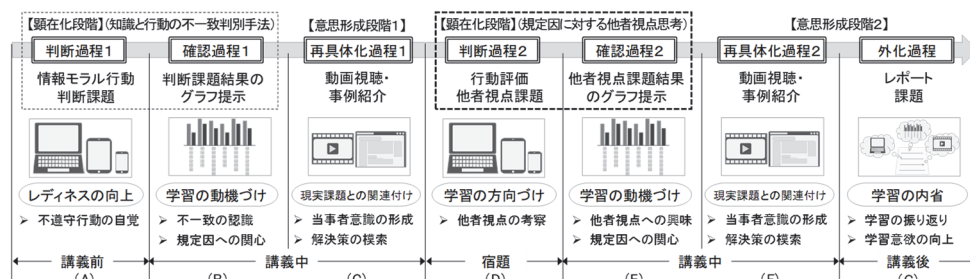 【顕在化段階】(知識と行動の不一致判別手法)
【意思形成段階1】
【顕在化段階】(規定因に対する他者視点思考)
【意思形成段階2】
判断過程1
確認過程1
再具体化過程1
判断過程2
確認過程2
再具体化過程2
外化過程
情報モラル行動
判断課題
判断課題結果の
グラフ提示
動画視聴・
事例紹介
行動評価
他者視点課題
他者視点課題結果
のグラフ提示
動画視聴・
事例紹介
レポート
課題
レディネスの向上
学習の動機づけ
現実課題との関連付け
学習の方向づけ
学習の動機づけ
現実課題との関連付け
学習の内省
➢ 不遵守行動の自覚
➢ 不一致の認識
➢ 規定因への関心
➢ 当事者意識の形成
➢ 解決策の模索
➢ 他者視点の考察
➢ 他者視点への興味
➢ 規定因への関心
➢ 当事者意識の形成
➢ 解決策の模索
➢ 学習の振り返り
➢ 学習意欲の向上
講義前
講義中
宿題
講義中
講義後